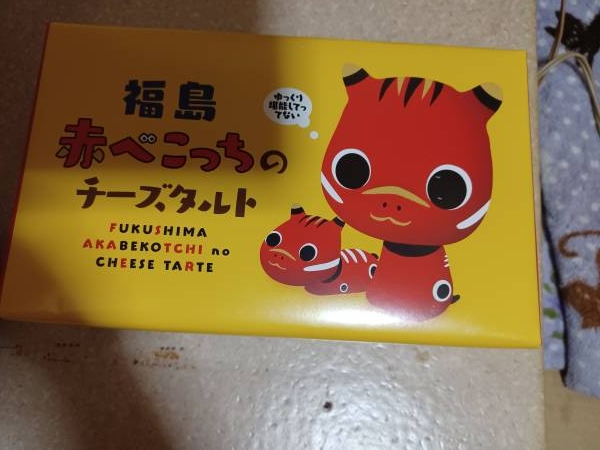 福島
赤べこっちの
チーズタルト
FUKUSHIMA
AKABEKOTCHI no
CHEESE TARTE
ゆっくり
堪能してっ
てない